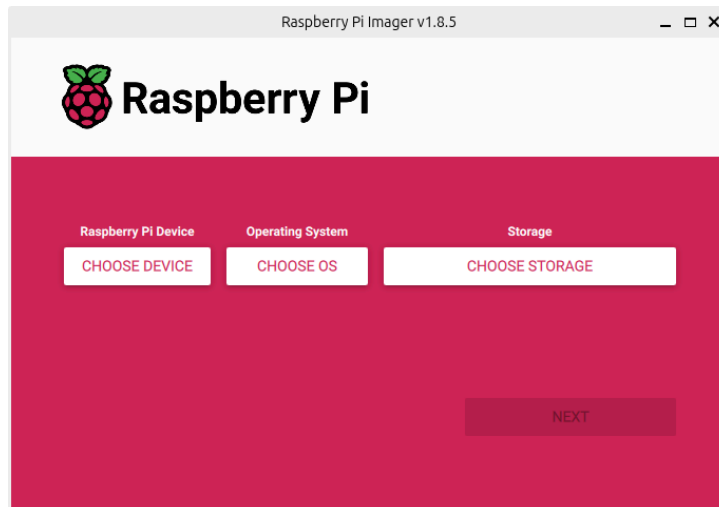 Raspberry Pi Imager v1.8.5
Raspberry Pi
Raspberry Pi Device Operating System Storage
CHOOSE DEVICE CHOOSE OS CHOOSE STORAGE
NEXT